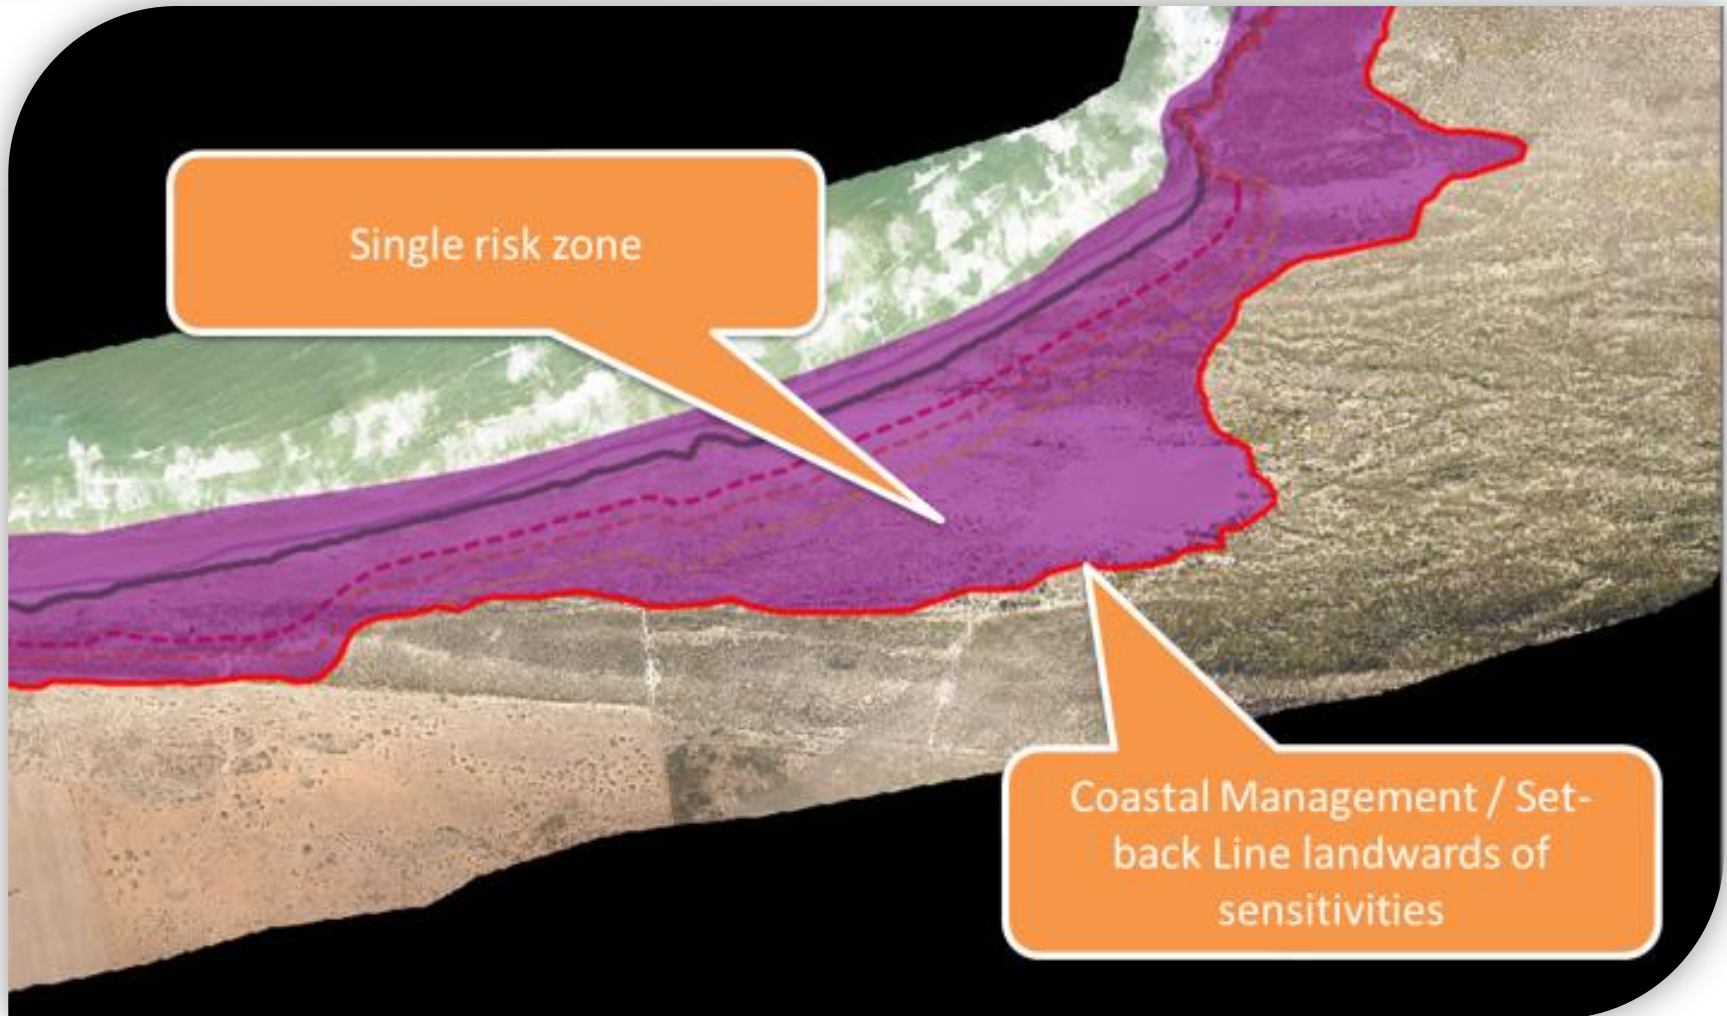 Single risk zone
Coastal Management / Set-
back Line landwards of
sensitivities